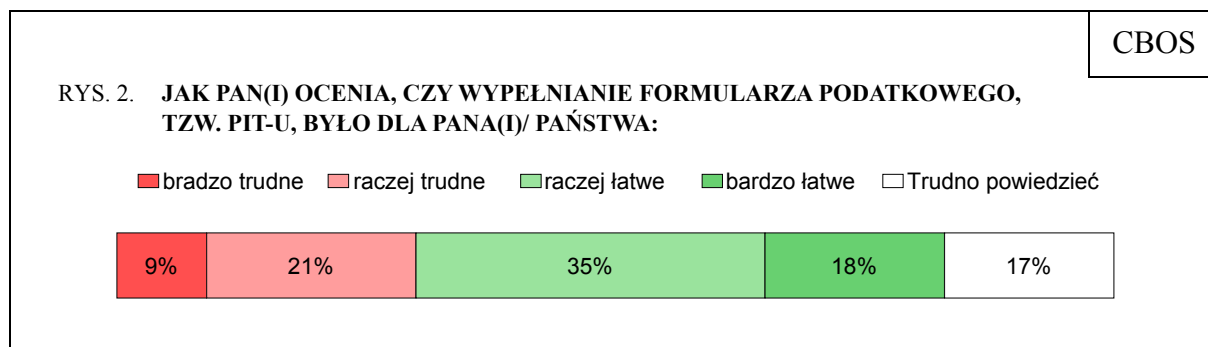 CBOS
RYS. 2. JAK PAN(I) OCENIA, CZY WYPEŁNIANIE FORMULARZA PODATKOWEGO,
TZW. PIT-U, BYŁO DLA PANA(I)/ PAŃSTWA:
bradzo trudne raczej trudne raczej łatwe bardzo łatwe Trudno powiedzieć
9% 21% 35% 18% 17%